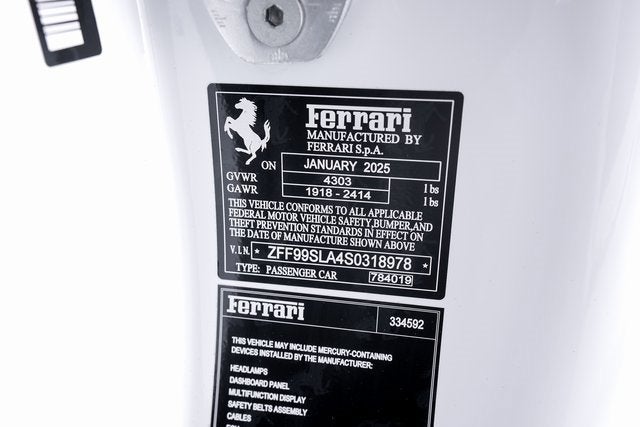 Ferrari
MANUFACTURED BY
FERRARI S.p.A.
ON JANUARY 2025
GVWR 4303 lbs
GAWR 1918 - 2414 lbs
THIS VEHICLE CONFORMS TO ALL APPLICABLE
FEDERAL MOTOR VEHICLE SAFETY, BUMPER, AND
THEFT PREVENTION STANDARDS IN EFFECT ON
THE DATE OF MANUFACTURE SHOWN ABOVE
V.I.N. * ZFF99SLA4S0318978 *
TYPE: PASSENGER CAR 784019
Ferrari 334592
THIS VEHICLE MAY INCLUDE MERCURY-CONTAINING
DEVICES INSTALLED BY THE MANUFACTURER:
HEADLAMPS
DASHBOARD PANEL
MULTIFUNCTION DISPLAY
SAFETY BELTS ASSEMBLY
CABLES